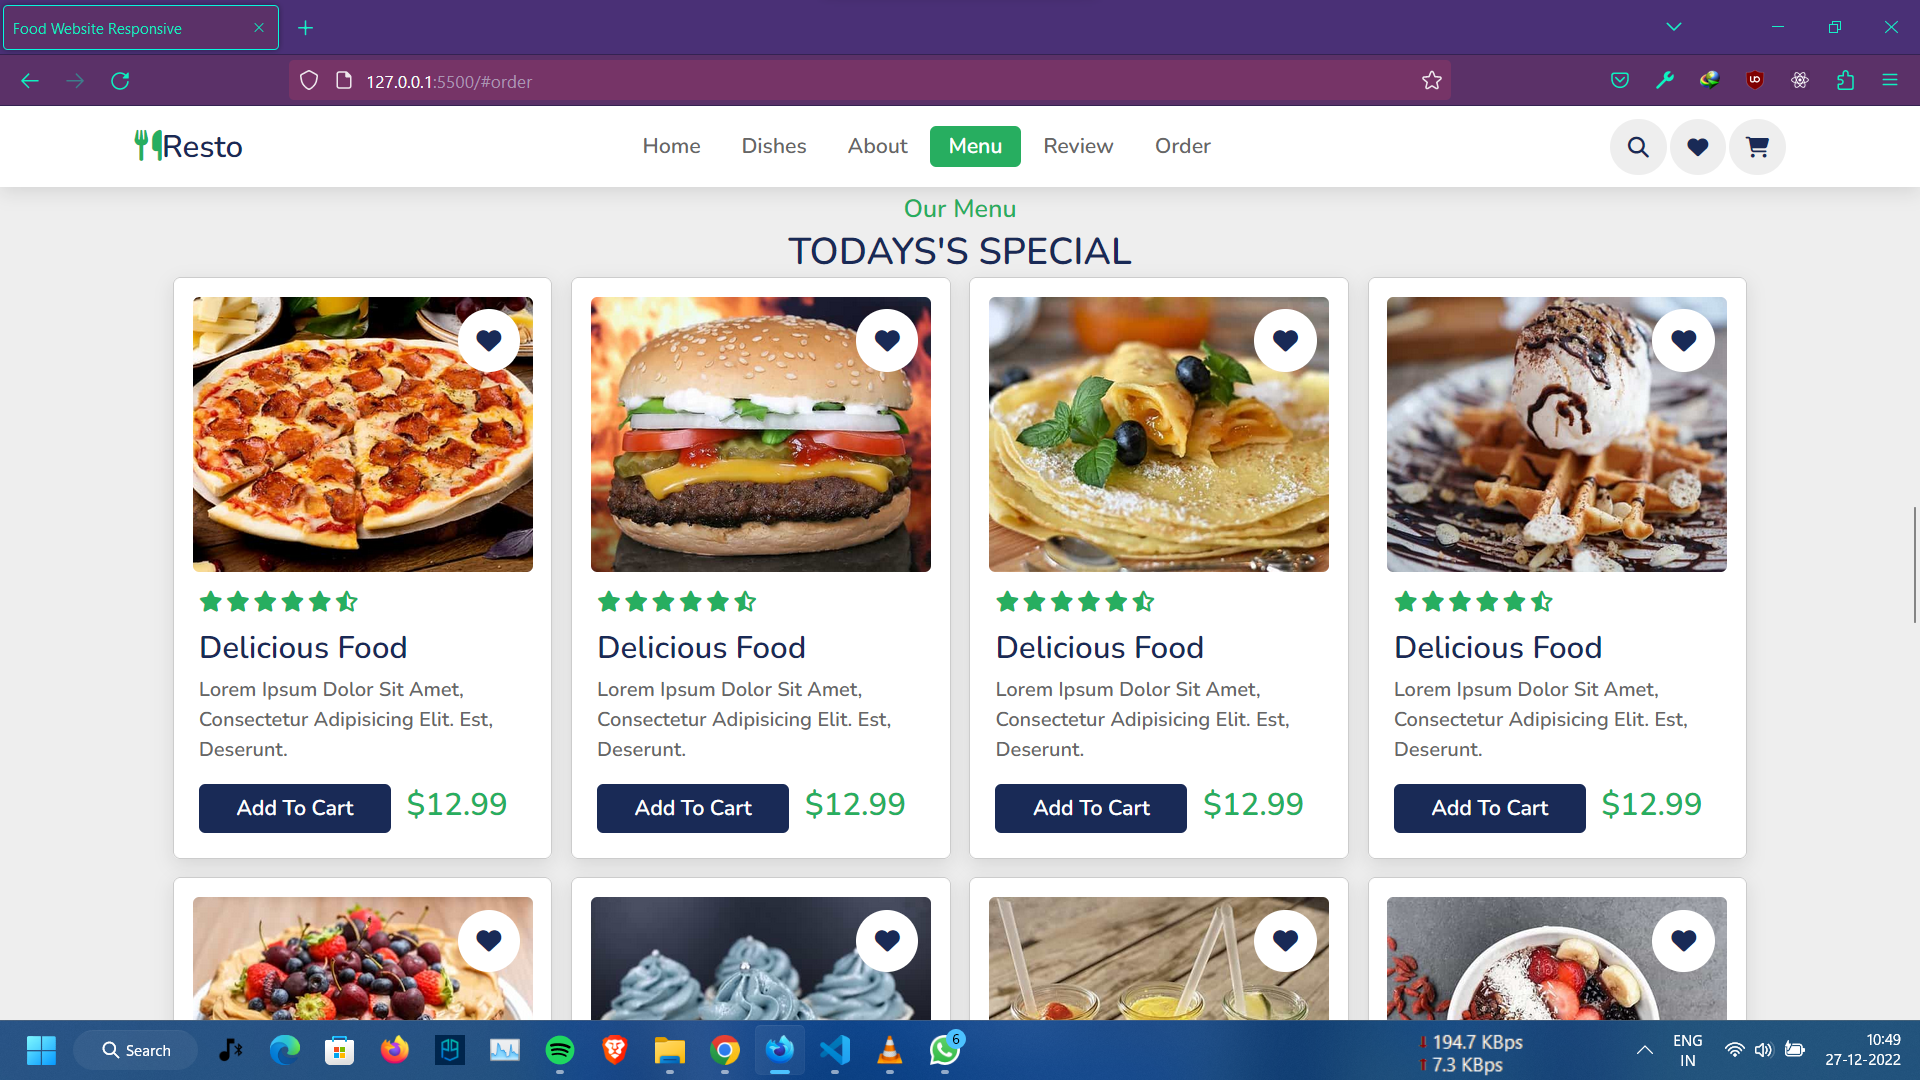 Food Website Responsive
127.0.0.1:5500/#order
Resto
Home Dishes About Menu Review Order
Our Menu
TODAYS'S SPECIAL
Delicious Food
Lorem Ipsum Dolor Sit Amet,
Consectetur Adipisicing Elit. Est,
Deserunt.
Add To Cart $12.99
Delicious Food
Lorem Ipsum Dolor Sit Amet,
Consectetur Adipisicing Elit. Est,
Deserunt.
Add To Cart $12.99
Delicious Food
Lorem Ipsum Dolor Sit Amet,
Consectetur Adipisicing Elit. Est,
Deserunt.
Add To Cart $12.99
Delicious Food
Lorem Ipsum Dolor Sit Amet,
Consectetur Adipisicing Elit. Est,
Deserunt.
Add To Cart $12.99
Search
6
194.7 KBps
7.3 KBps
ENG
IN
10:49
27-12-2022